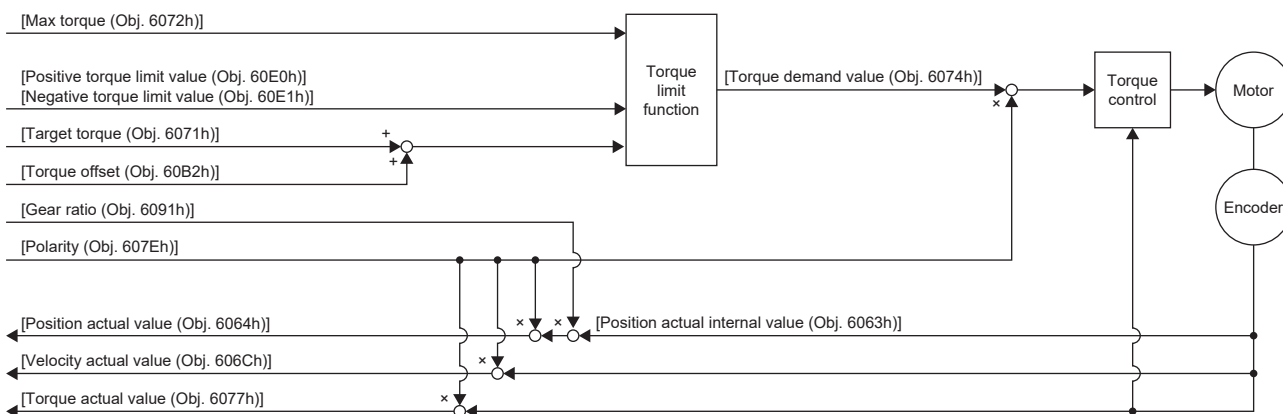 [Max torque (Obj. 6072h)]
[Positive torque limit value (Obj. 60E0h)]
[Negative torque limit value (Obj. 60E1h)]
Torque
limit
function
[Torque demand value (Obj. 6074h)]
×
Torque
control
Motor
[Target torque (Obj. 6071h)]
+
+
[Torque offset (Obj. 60B2h)]
Encoder
[Gear ratio (Obj. 6091h)]
[Polarity (Obj. 607Eh)]
[Position actual value (Obj. 6064h)]
×
×
[Position actual internal value (Obj. 6063h)]
[Velocity actual value (Obj. 606Ch)]
×
[Torque actual value (Obj. 6077h)]
×